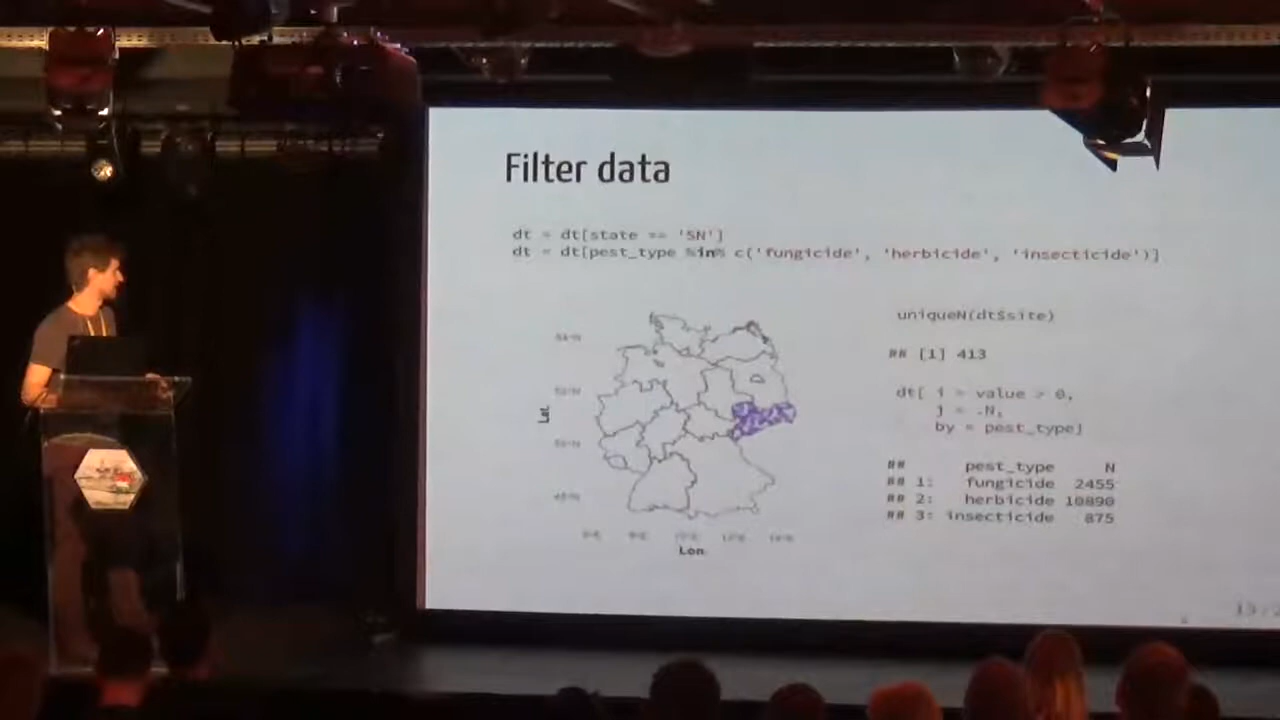 Filter data
dt = dt[state == 'SN']
dt = dt[pest_type %in% c('fungicide', 'herbicide', 'insecticide')]
Lat
Lon
uniqueN(dt$site)
## [1] 413
dt[ i = value > 0,
j = .N,
by = pest_type]
## pest_type N
## 1: fungicide 2455
## 2: herbicide 10890
## 3: insecticide 875